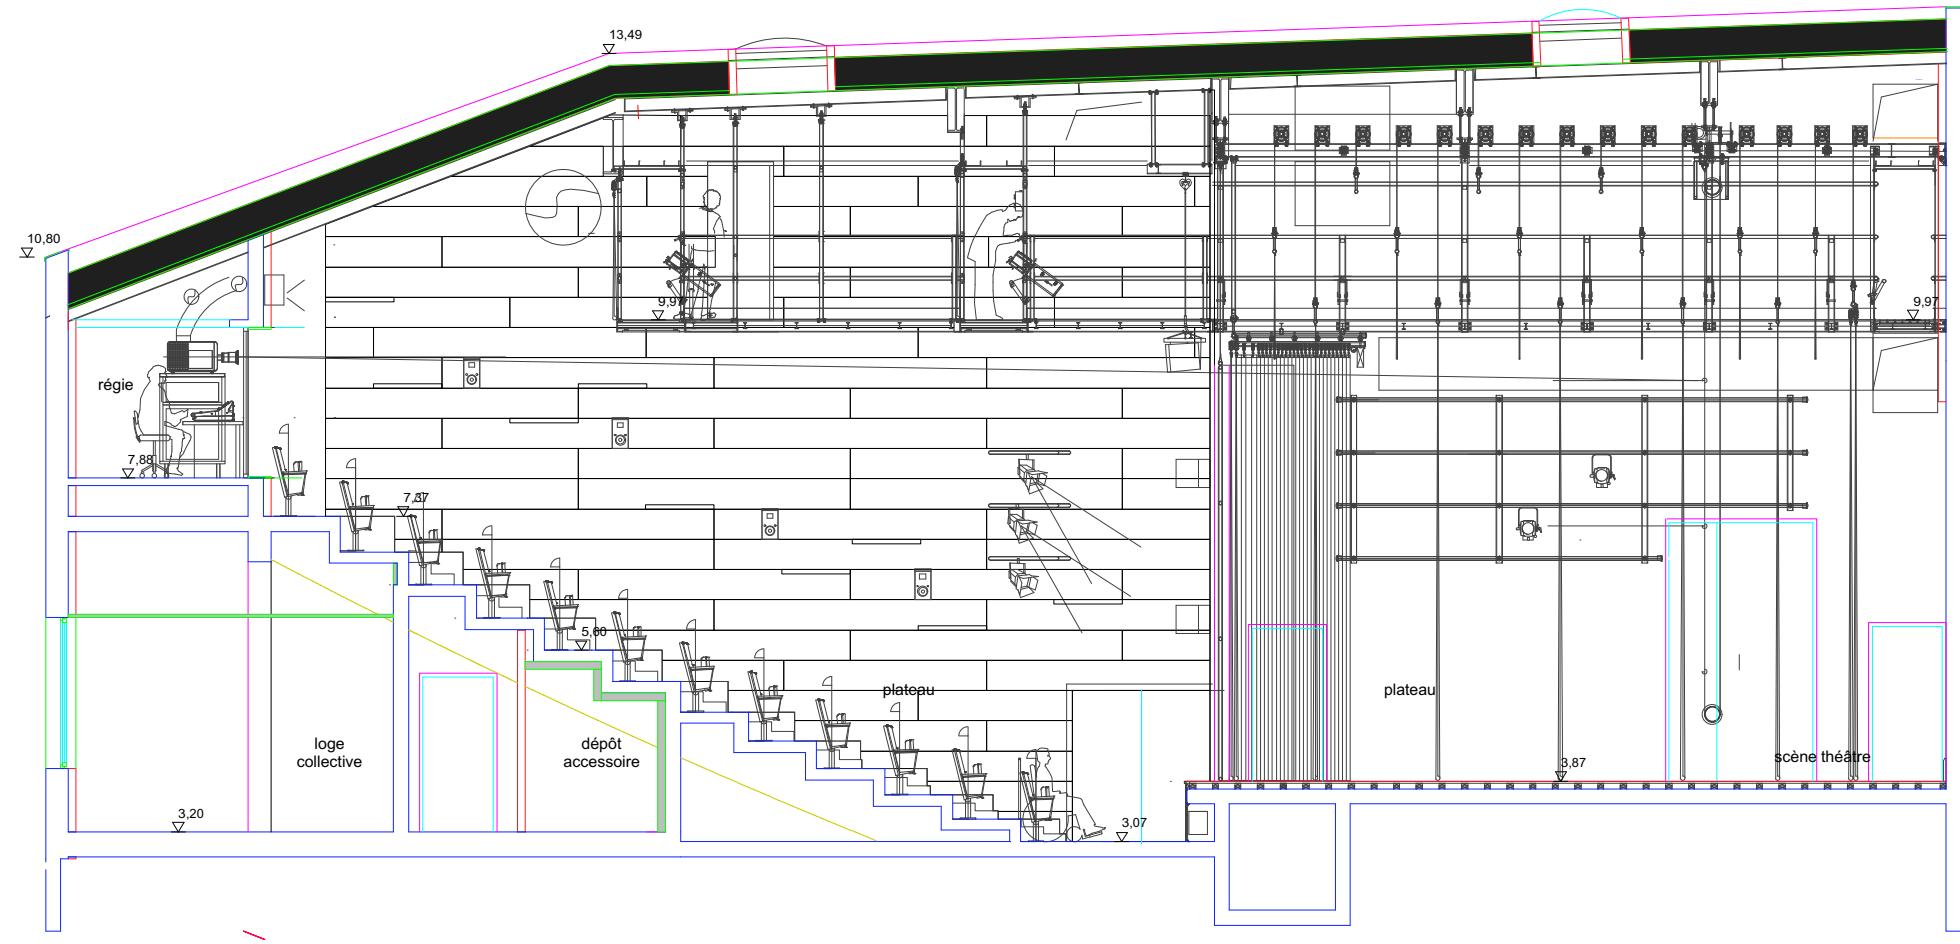 13,49
10,80
9,97
9,97
régie
7,88
7,37
5,60
plateau
plateau
loge
collective
dépôt
accessoire
scène théâtre
3,87
3,20
3,07